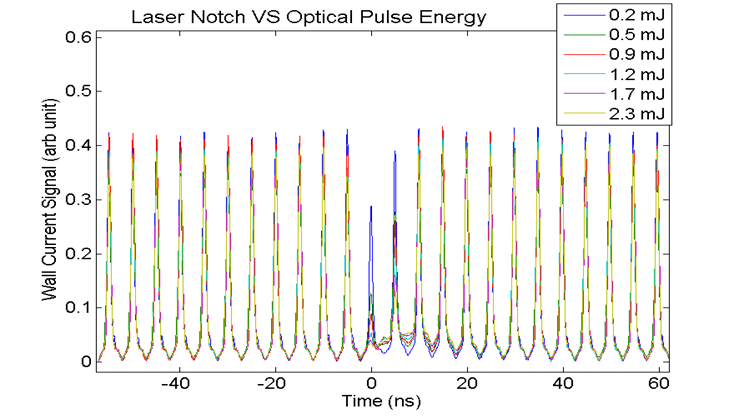 Laser Notch VS Optical Pulse Energy
0.2 mJ
0.5 mJ
0.9 mJ
1.2 mJ
1.7 mJ
2.3 mJ
Wall Current Signal (arb unit)
0.6
0.5
0.4
0.3
0.2
0.1
0
-40
-20
0
20
40
60
Time (ns)